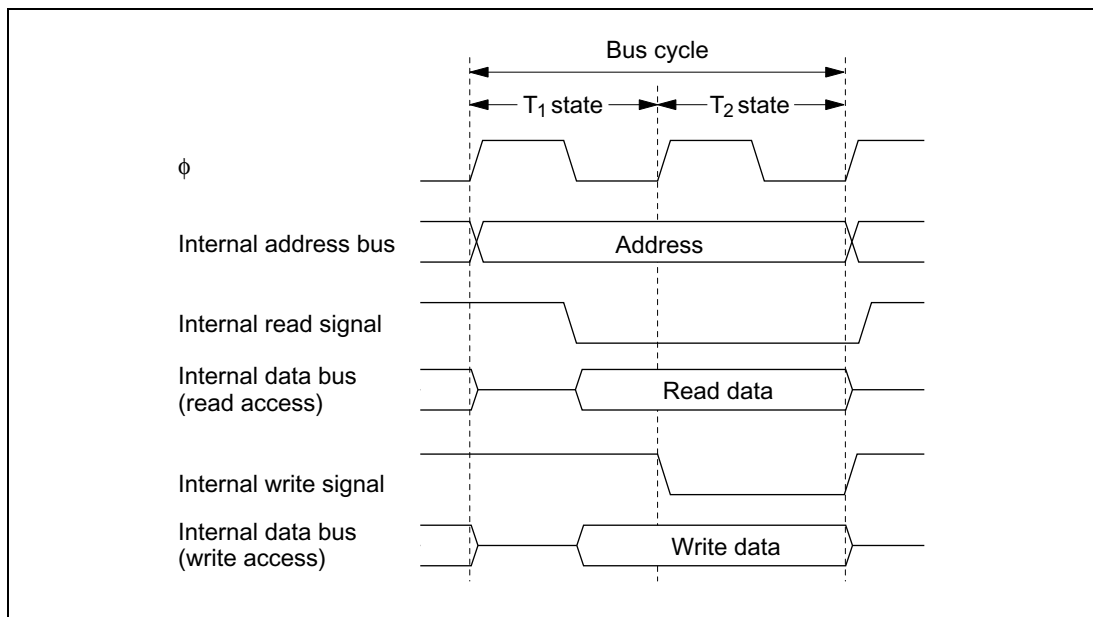 Bus cycle
T1 state
T2 state
ϕ
Internal address bus
Address
Internal read signal
Internal data bus
(read access)
Read data
Internal write signal
Internal data bus
(write access)
Write data